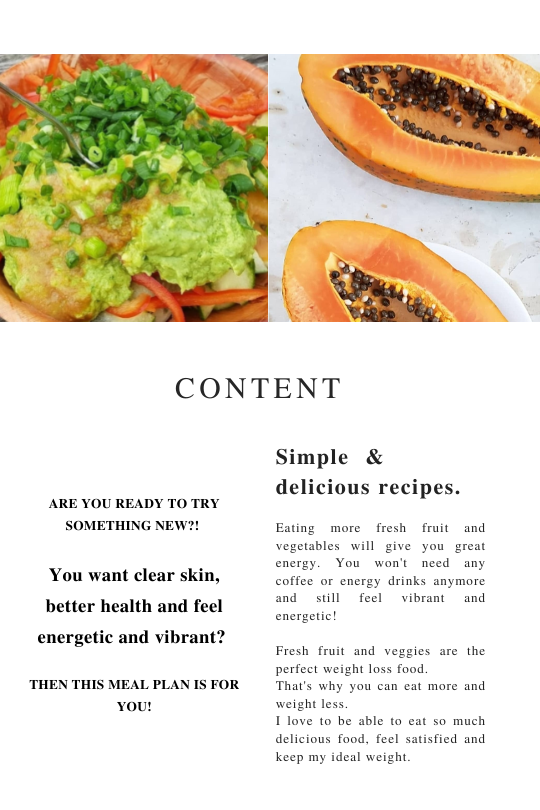 CONTENT
ARE YOU READY TO TRY
SOMETHING NEW?!
You want clear skin,
better health and feel
energetic and vibrant?
THEN THIS MEAL PLAN IS FOR
YOU!
Simple &
delicious recipes.
Eating more fresh fruit and
vegetables will give you great
energy. You won't need any
coffee or energy drinks anymore
and still feel vibrant and
energetic!
Fresh fruit and veggies are the
perfect weight loss food.
That's why you can eat more and
weight less.
I love to be able to eat so much
delicious food, feel satisfied and
keep my ideal weight.